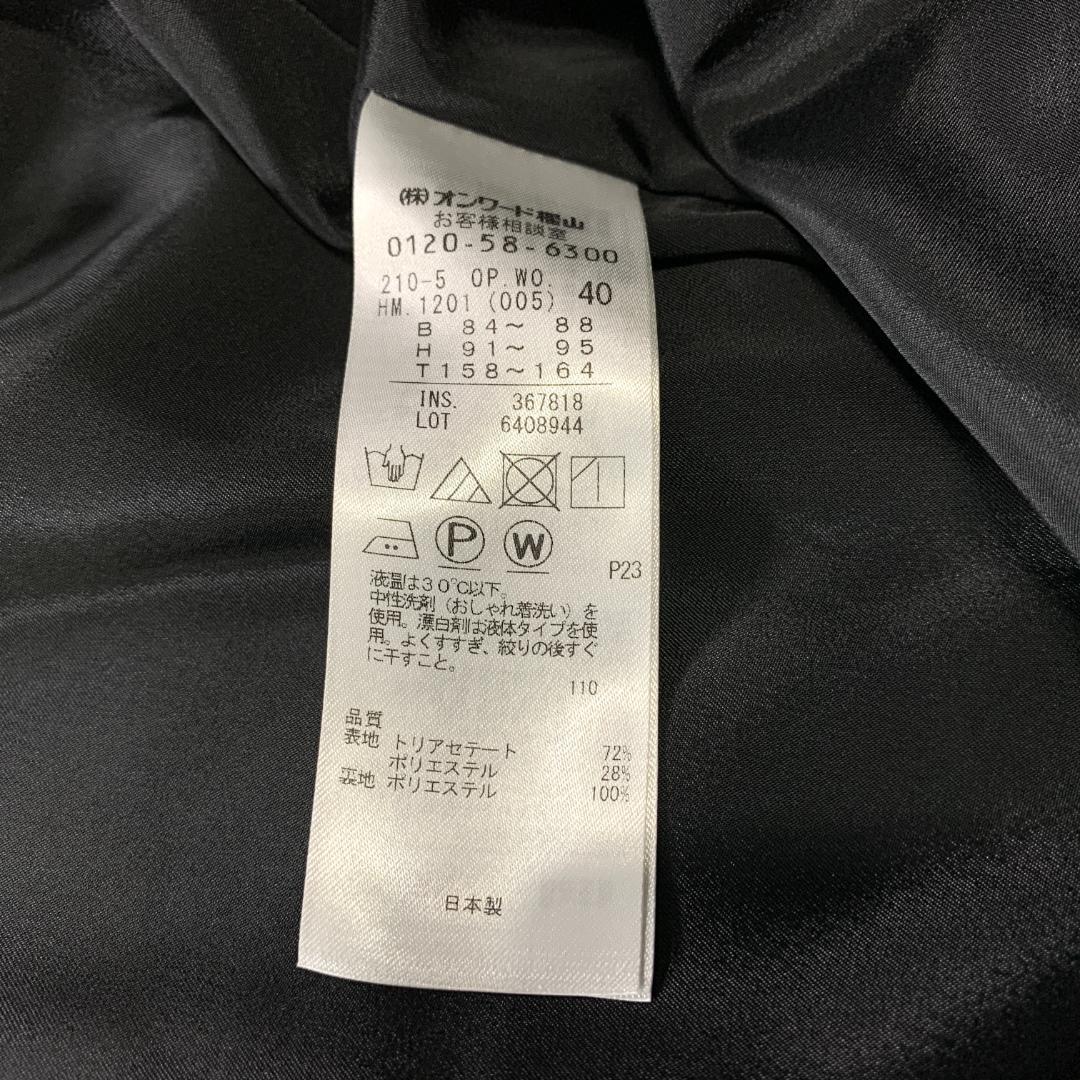 (株)オンワード樫山
お客様相談室
0120-58-6300
210-5 OP.WO. 40
HM.1201 (005)
B 84～ 88
H 91～ 95
T158～164
INS. 367818
LOT 6408944
P W
P23
液温は30℃以下。
中性洗剤（おしゃれ着洗い）を
使用。漂白剤は液体タイプを使
用。よくすすぎ、絞りの後すぐ
に干すこと。
110
品質
表地 トリアセテート 72%
ポリエステル 28%
裏地 ポリエステル 100%
日本製